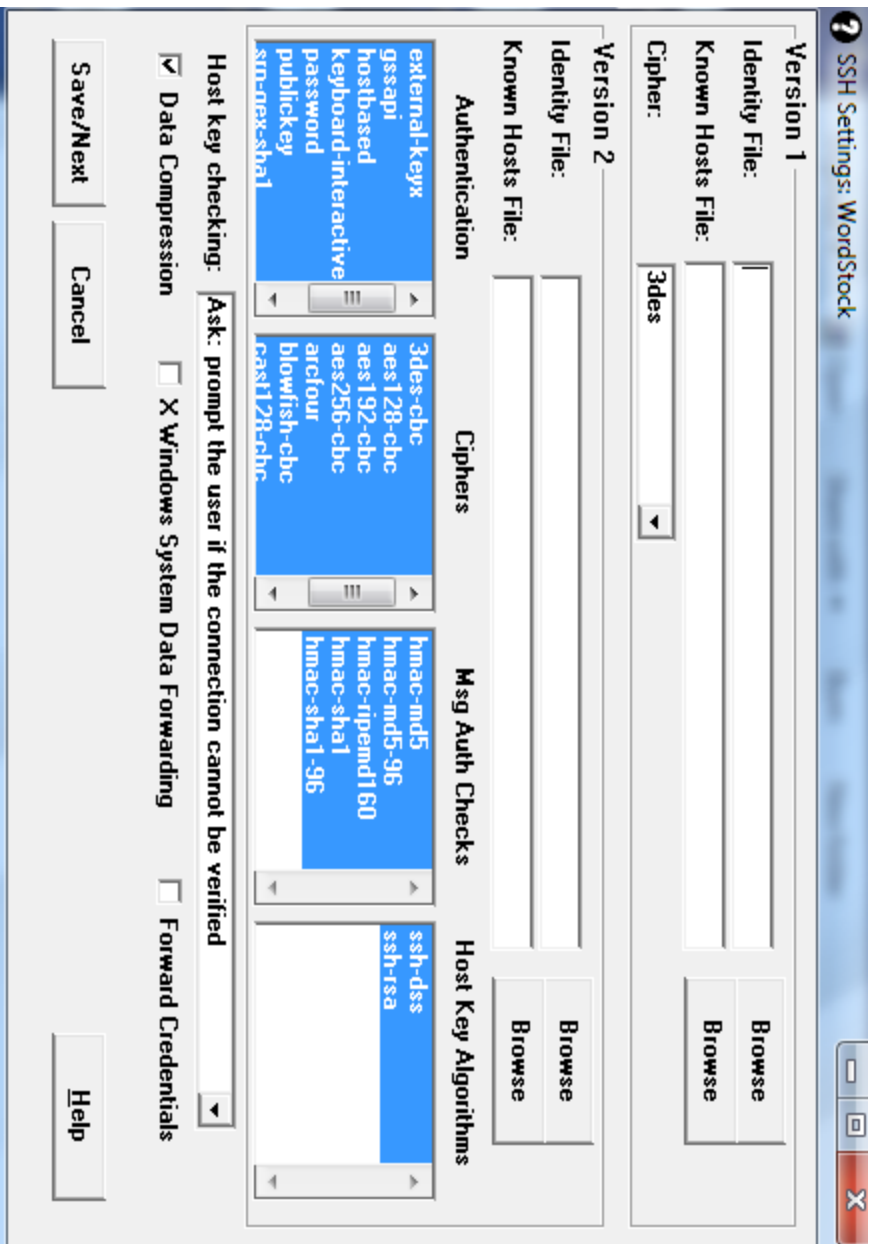 SSH Settings: WordStock
Version 1
Identity File:
Browse
Known Hosts File:
Browse
Cipher:
3des
Version 2
Identity File:
Browse
Known Hosts File:
Browse
Authentication
Ciphers
Msg Auth Checks
Host Key Algorithms
external-keyx
gssapi
hostbased
keyboard-interactive
password
publickey
3des-cbc
aes128-cbc
aes192-cbc
aes256-cbc
arcfour
blowfish-cbc
cast128-cbc
hmac-md5
hmac-md5-96
hmac-ripemd160
hmac-sha1
hmac-sha1-96
ssh-dss
ssh-rsa
Host key checking:
Ask: prompt the user if the connection cannot be verified
Data Compression
X Windows System Data Forwarding
Forward Credentials
Save/Next
Cancel
Help